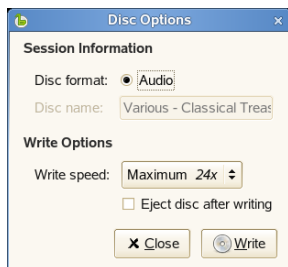 Disc Options
Session Information
Disc format: Audio
Disc name: Various - Classical Treas
Write Options
Write speed: Maximum 24x
Eject disc after writing
Close Write